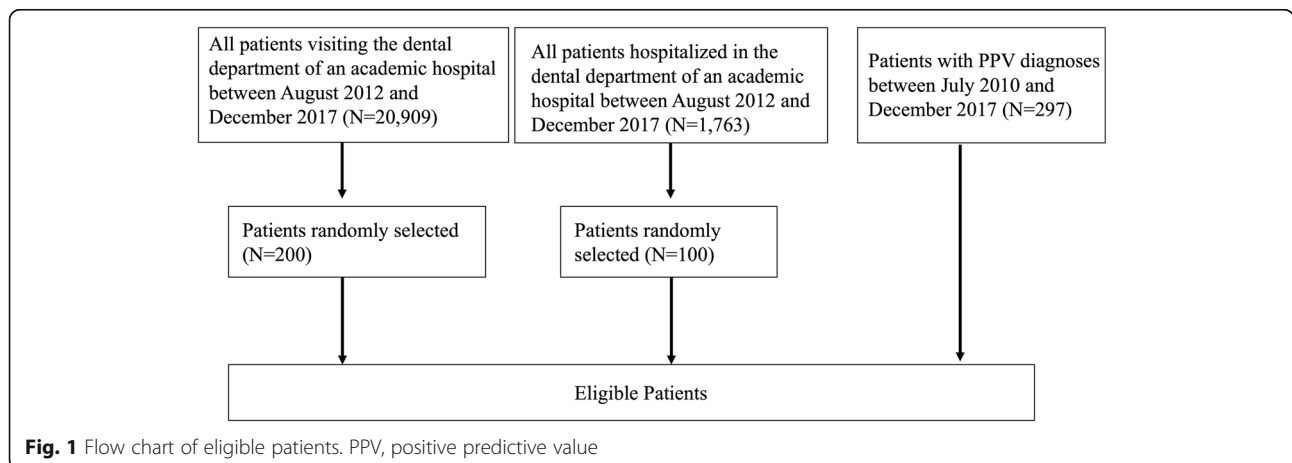 All patients visiting the dental
department of an academic hospital
between August 2012 and
December 2017 (N=20,909)
All patients hospitalized in the
dental department of an academic
hospital between August 2012 and
December 2017 (N=1,763)
Patients with PPV diagnoses
between July 2010 and
December 2017 (N=297)
Patients randomly selected
(N=200)
Patients randomly
selected (N=100)
Eligible Patients
Fig. 1 Flow chart of eligible patients. PPV, positive predictive value